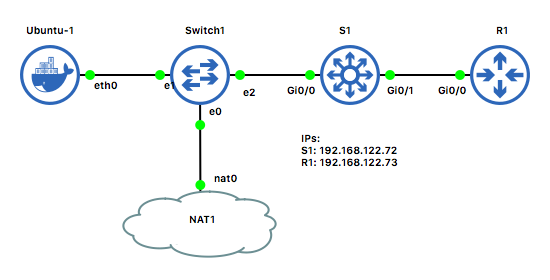 Ubuntu-1
Switch1
S1
R1
eth0
e1
e2
Gi0/0
Gi0/1
Gi0/0
e0
IPs:
S1: 192.168.122.72
R1: 192.168.122.73
nat0
NAT1